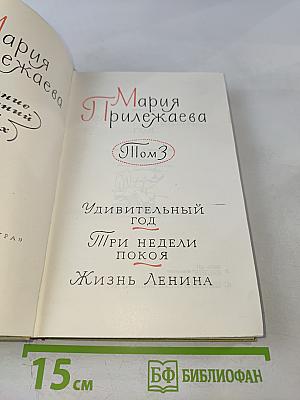 Мария
Прилежаева
Том 3
Удивительный
год
Три недели
покоя
Жизнь Ленина
15 см
БФ БИБЛИОФАН